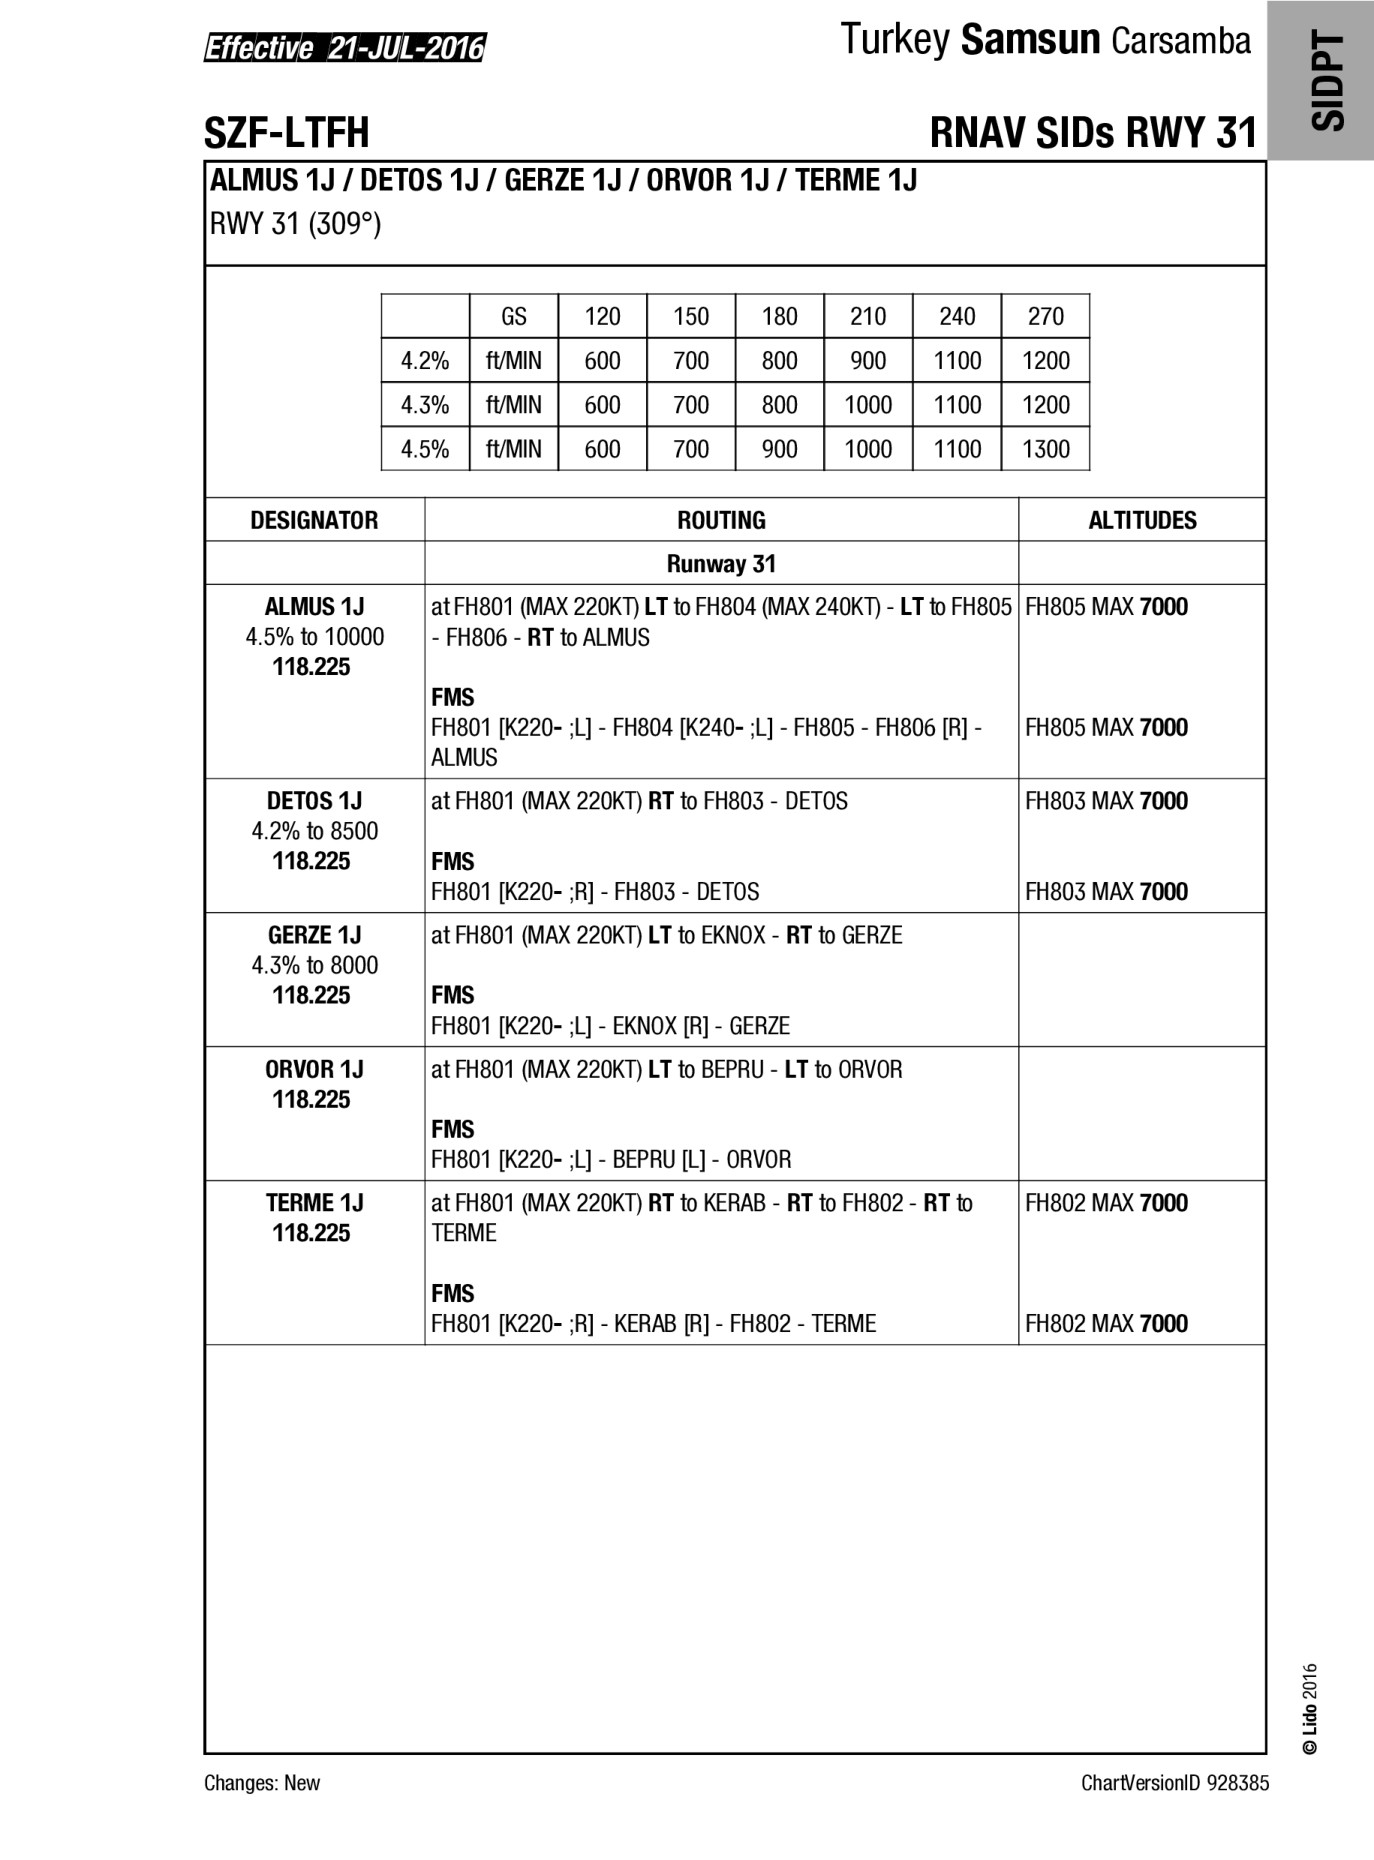 Effective 21-JUL-2016
Turkey Samsun Carsamba
SIDPT
SZF-LTFH
RNAV SIDs RWY 31
ALMUS 1J / DETOS 1J / GERZE 1J / ORVOR 1J / TERME 1J
RWY 31 (309°)
GS 120 150 180 210 240 270
4.2% ft/MIN 600 700 800 900 1100 1200
4.3% ft/MIN 600 700 800 1000 1100 1200
4.5% ft/MIN 600 700 900 1000 1100 1300
DESIGNATOR ROUTING ALTITUDES
Runway 31
ALMUS 1J at FH801 (MAX 220KT) LT to FH804 (MAX 240KT) - LT to FH805 FH805 MAX 7000
4.5% to 10000 - FH806 - RT to ALMUS
118.225
FMS
FH801 [K220- ;L] - FH804 [K240- ;L] - FH805 - FH806 [R] - FH805 MAX 7000
ALMUS
DETOS 1J at FH801 (MAX 220KT) RT to FH803 - DETOS FH803 MAX 7000
4.2% to 8500
118.225 FMS
FH801 [K220- ;R] - FH803 - DETOS FH803 MAX 7000
GERZE 1J at FH801 (MAX 220KT) LT to EKNOX - RT to GERZE
4.3% to 8000
118.225 FMS
FH801 [K220- ;L] - EKNOX [R] - GERZE
ORVOR 1J at FH801 (MAX 220KT) LT to BEPRU - LT to ORVOR
118.225
FMS
FH801 [K220- ;L] - BEPRU [L] - ORVOR
TERME 1J at FH801 (MAX 220KT) RT to KERAB - RT to FH802 - RT to FH802 MAX 7000
118.225 TERME
FMS
FH801 [K220- ;R] - KERAB [R] - FH802 - TERME FH802 MAX 7000
© Lido 2016
Changes: New
ChartVersionID 928385